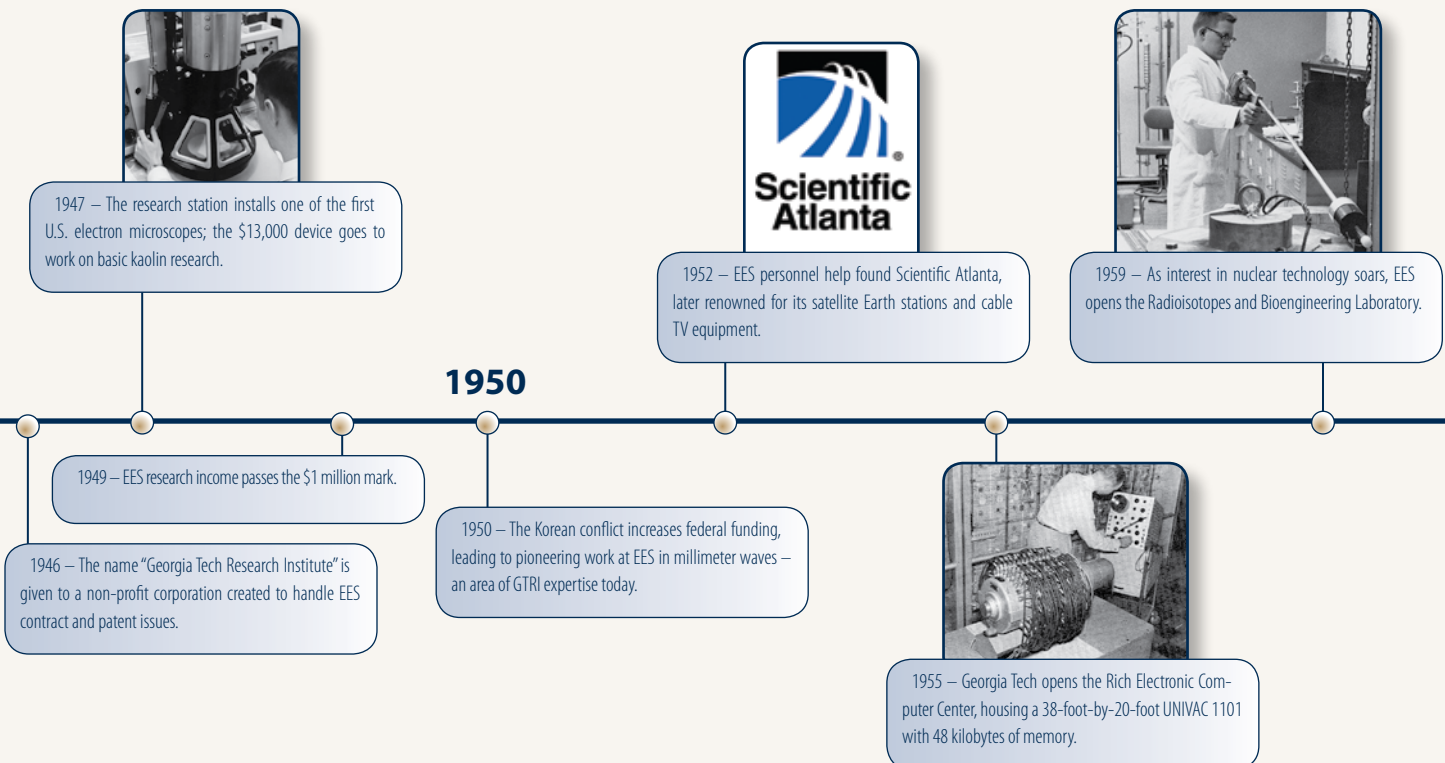 1947 – The research station installs one of the first
U.S. electron microscopes; the $13,000 device goes to
work on basic kaolin research.
Scientific
Atlanta
®
1952 – EES personnel help found Scientific Atlanta,
later renowned for its satellite Earth stations and cable
TV equipment.
1959 – As interest in nuclear technology soars, EES
opens the Radioisotopes and Bioengineering Laboratory.
1950
1949 – EES research income passes the $1 million mark.
1946 – The name “Georgia Tech Research Institute” is
given to a non-profit corporation created to handle EES
contract and patent issues.
1950 – The Korean conflict increases federal funding,
leading to pioneering work at EES in millimeter waves –
an area of GTRI expertise today.
1955 – Georgia Tech opens the Rich Electronic Com-
puter Center, housing a 38-foot-by-20-foot UNIVAC 1101
with 48 kilobytes of memory.